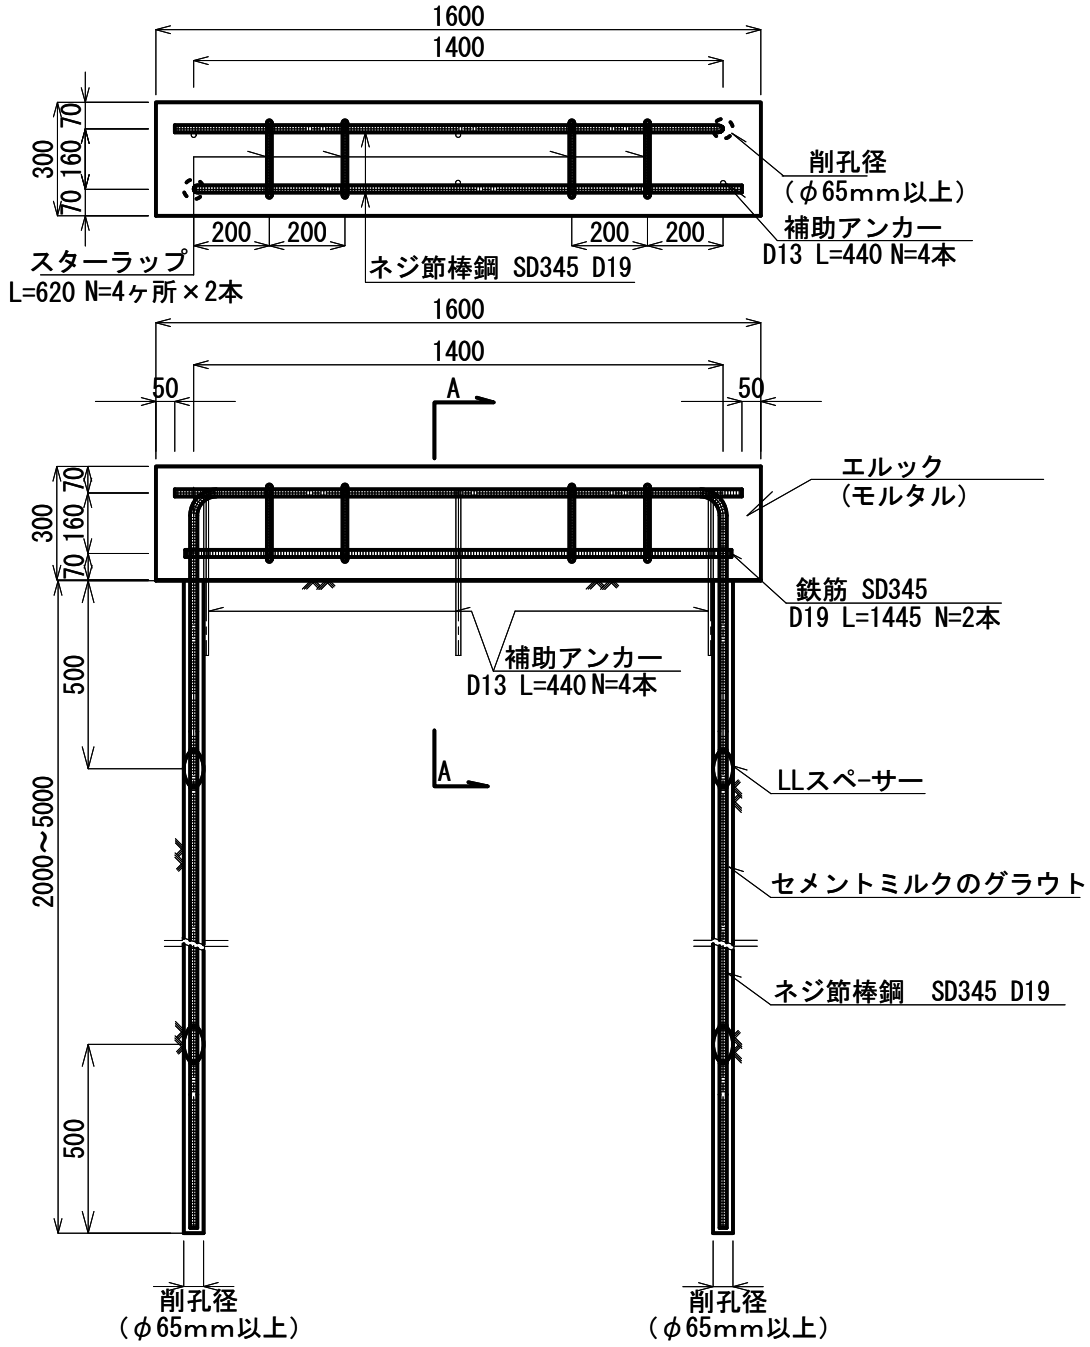 1600
1400
70
160
70
300
削孔径
(φ65mm以上)
200
200
200
200
補助アンカー
D13 L=440 N=4本
スターラップ
L=620 N=4ヶ所×2本
ネジ節棒鋼 SD345 D19
1600
1400
50
A
50
70
160
70
300
エルック
(モルタル)
鉄筋 SD345
D19 L=1445 N=2本
補助アンカー
D13 L=440 N=4本
500
A
LLスペーサー
2000～5000
セメントミルクのグラウト
ネジ節棒鋼 SD345 D19
500
削孔径
(φ65mm以上)
削孔径
(φ65mm以上)